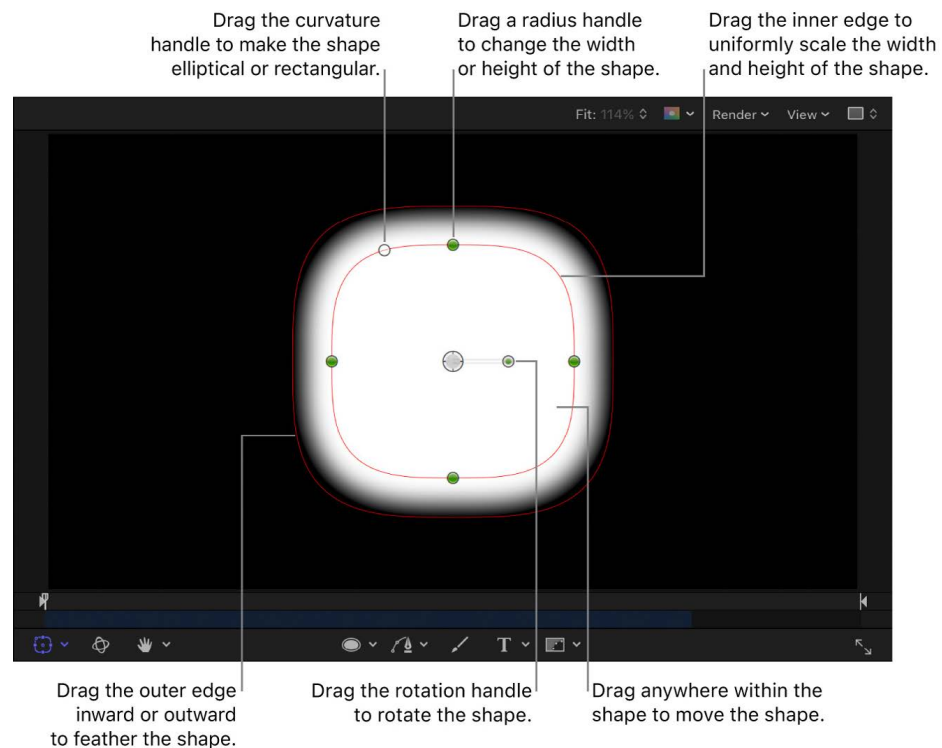 Drag the curvature
handle to make the shape
elliptical or rectangular.
Drag a radius handle
to change the width
or height of the shape.
Drag the inner edge to
uniformly scale the width
and height of the shape.
Fit: 114% Render View
T
Drag the outer edge
inward or outward
to feather the shape.
Drag the rotation handle
to rotate the shape.
Drag anywhere within the
shape to move the shape.